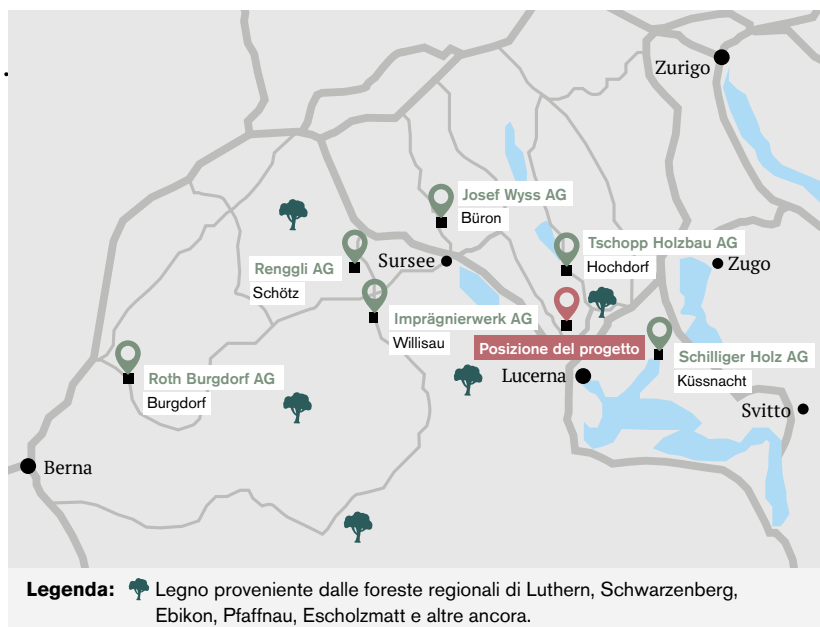 Zurigo
Josef Wyss AG
Büron
Tschopp Holzbau AG
Hochdorf
Renggli AG
Schötz
Sursee
Zugo
Imprägnierwerk AG
Willisau
Posizione del progetto
Schilliger Holz AG
Küssnacht
Roth Burgdorf AG
Burgdorf
Lucerna
Svitto
Berna
Legenda: Legno proveniente dalle foreste regionali di Luthern, Schwarzenberg,
Ebikon, Pfaffnau, Escholzmatt e altre ancora.